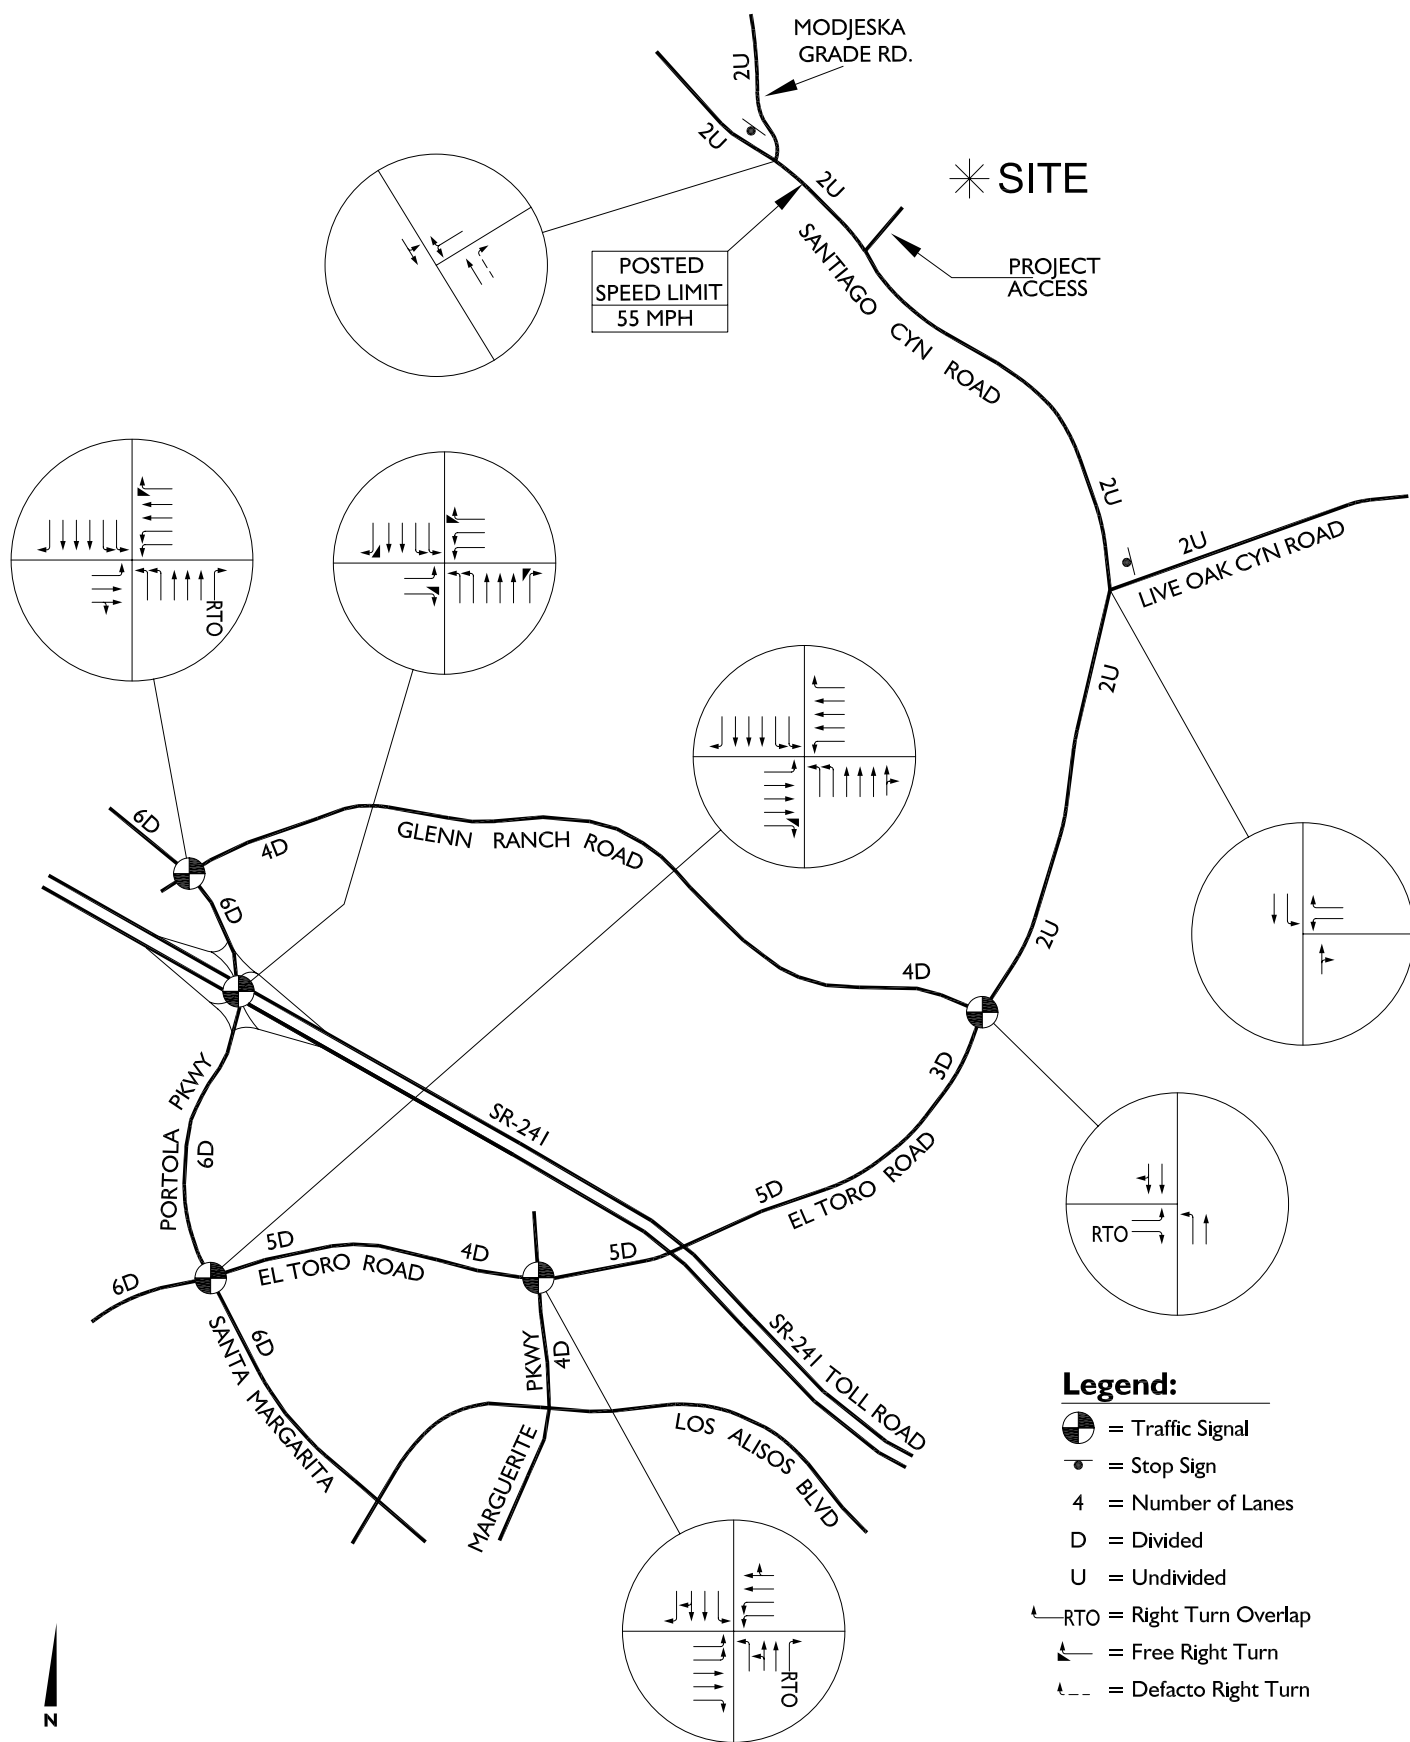 MODJESKA
GRADE RD.
2U
2U
2U
SITE
POSTED
SPEED LIMIT
55 MPH
SANTIAGO CYN ROAD
PROJECT
ACCESS
2U
2U
LIVE OAK CYN ROAD
2U
RTO
6D
4D
GLENN RANCH ROAD
6D
4D
2U
3D
PORTOLA PKWY
6D
SR-241
5D
EL TORO ROAD
RTO
5D
4D
5D
6D
EL TORO ROAD
SANTA MARGARITA
6D
PKWY
4D
MARGUERITE
SR-241 TOLL ROAD
LOS ALISOS BLVD
RTO
N
Legend:
= Traffic Signal
= Stop Sign
4 = Number of Lanes
D = Divided
U = Undivided
RTO = Right Turn Overlap
= Free Right Turn
= Defacto Right Turn